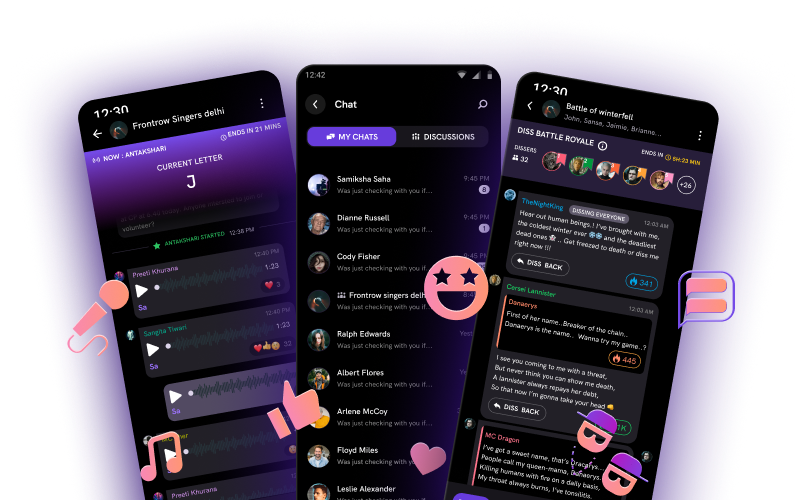 12:30
Frontrow Singers delhi
NOW : ANTAKSHARI
ENDS IN 21 MINS
CURRENT LETTER
J
volunteer?
ANTAKSHARI STARTED 12:38 PM
12:40 PM
Preeti Khurana
1:23
Sa
3
12:40 PM
Sangita Tiwari
1:23
Sa
32
Sa
Sa
Preeti Khurana
12:42
Chat
MY CHATS
DISCUSSIONS
Samiksha Saha
9:45 PM
Was just checking with you if...
8
Dianne Russell
9:45 PM
Was just checking with you if...
1
Cody Fisher
9:45 PM
Was just checking with you if...
Frontrow singers delh
Was just checking with you if...
Ralph Edwards
Was just checking with you if...
Albert Flores
Was just checking with you if...
Arlene McCoy
Was just checking with you if...
Floyd Miles
Was just checking with you if...
Leslie Alexander
12:30
Battle of winterfell
John, Sansa, Jaimie, Brianne...
DISS BATTLE ROYALE
ENDS IN 5H:23 MIN
DISSERS
32
+26
TheNightKing
DISSING EVERYONE
12:03 AM
Hear out human beings.! I've brought with me,
the coldest winter ever and the deadliest
dead ones .. Get freezed to death or diss me
right now !!!
DISS BACK
341
Cersei Lannister
12:03 AM
Danaerys
First of her name..Breaker of the chain..
Danaerys is the name... Wanna try my game..?
445
I see you coming to me with a threat,
But never think you can show me death,
A lannister always repays her debt,
So that now I'm gonna take your head
DISS BACK
1K
MC Dragon
I've got a sweet name, that's Dracarys...
People call my queen-mama, Danaerys..
Killing humans with fire on a daily basis,
My throat always burns, I've tonsilitis.